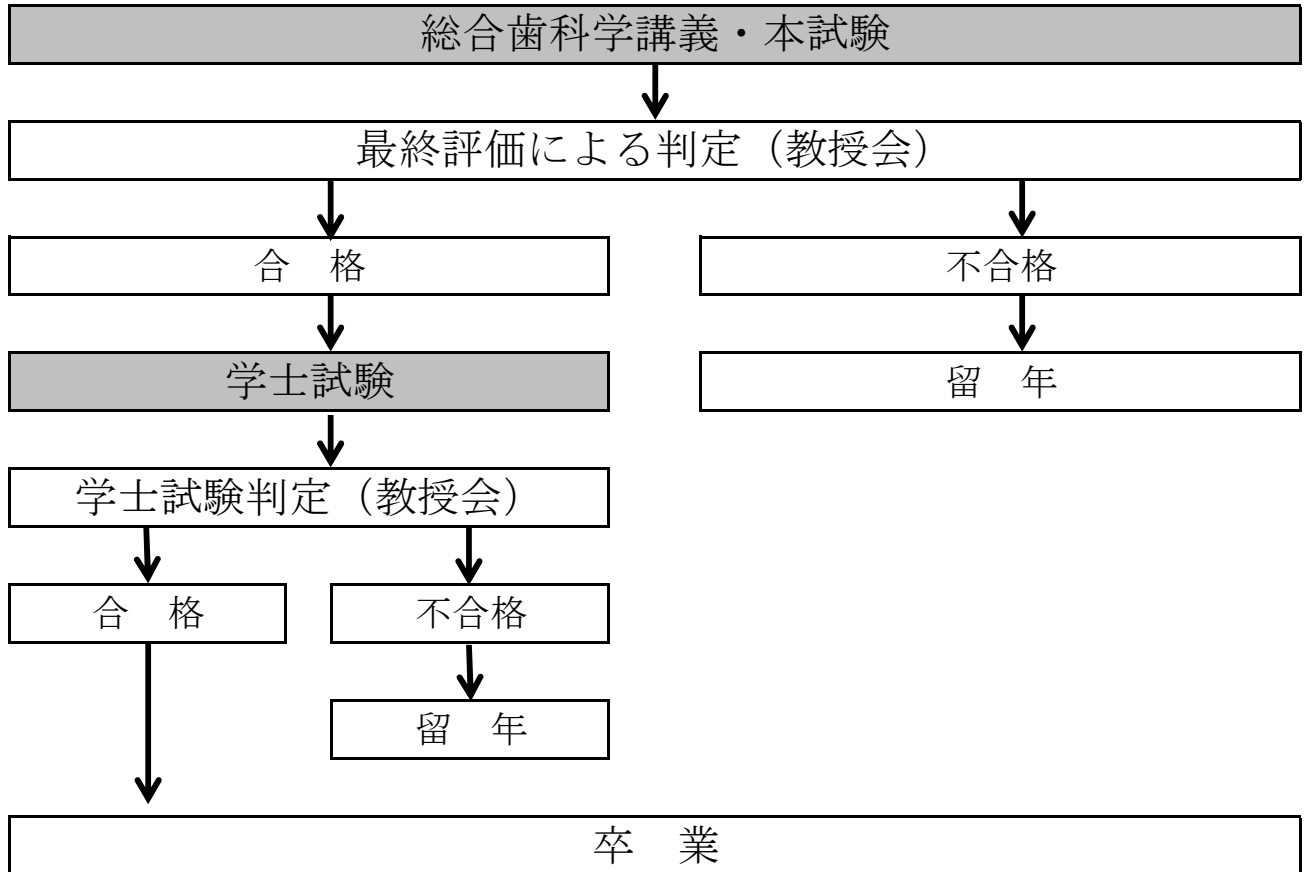 総合歯科学講義・本試験
最終評価による判定（教授会）
合　格
不合格
学士試験
留　年
学士試験判定（教授会）
合　格
不合格
留　年
卒　業